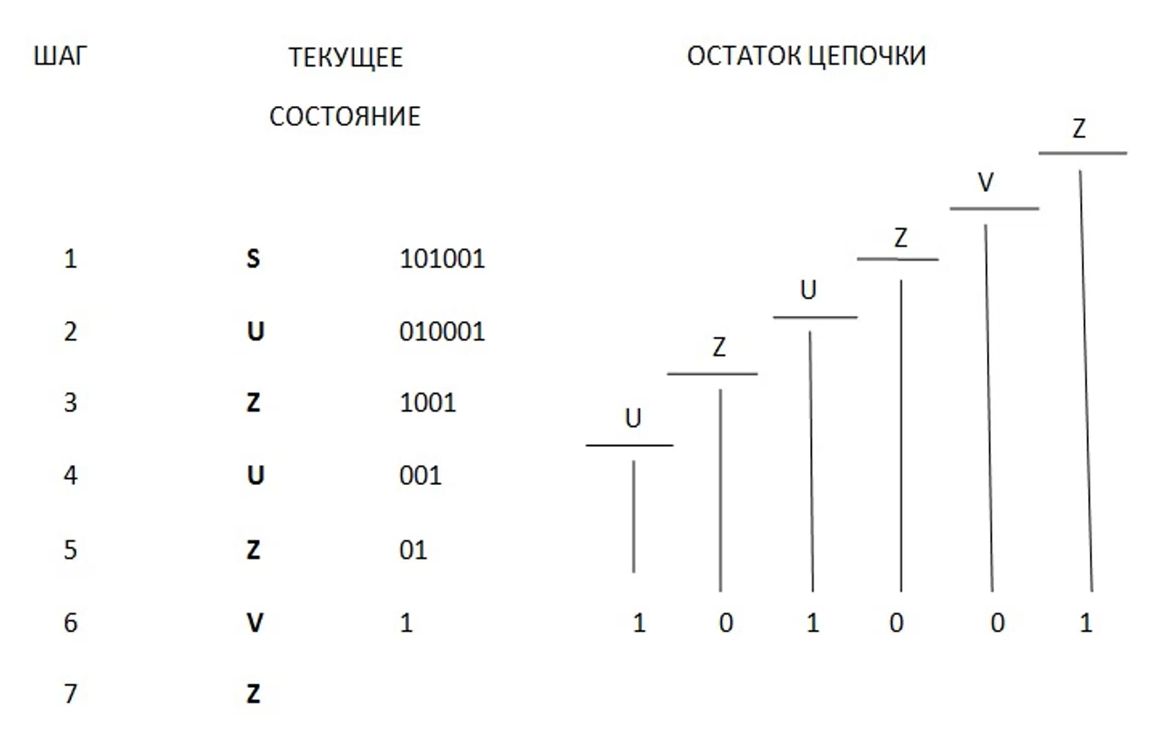 ШАГ ТЕКУЩЕЕ ОСТАТОК ЦЕПОЧКИ
СОСТОЯНИЕ
Z
V
Z
1 S 101001
U
2 U 010001
Z
3 Z 1001
U
4 U 001
5 Z 01
6 V 1 1 0 1 0 0 1
7 Z